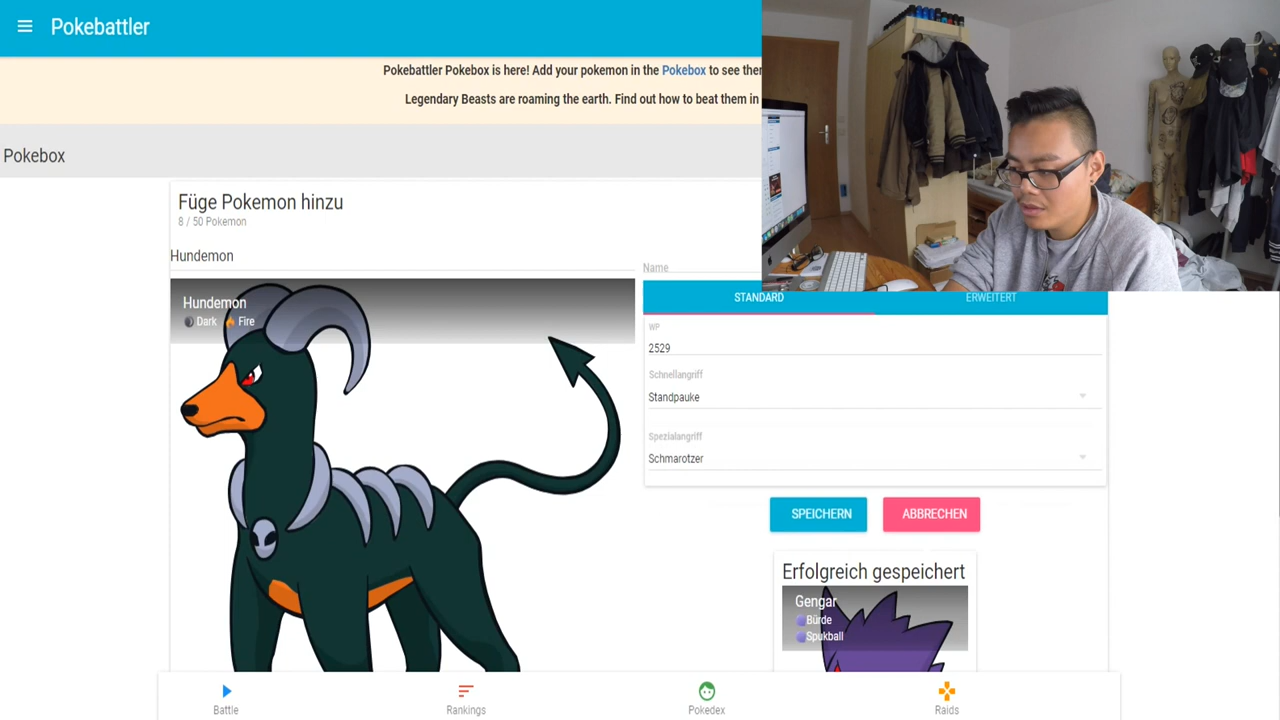 Pokebattler
Pokebattler Pokebox is here! Add your pokemon in the Pokebox to see
Legendary Beasts are roaming the earth. Find out how to beat them in
Pokebox
Füge Pokemon hinzu
8 / 50 Pokemon
Hundemon
Hundemon
Dark Fire
Name
STANDARD ERWEITERT
WP
2529
Schnellangriff
Standpauke
Spezialangriff
Schmarotzer
SPEICHERN ABBRECHEN
Erfolgreich gespeichert
Gengar
Bürde
Spukball
Battle Rankings Pokedex Raids